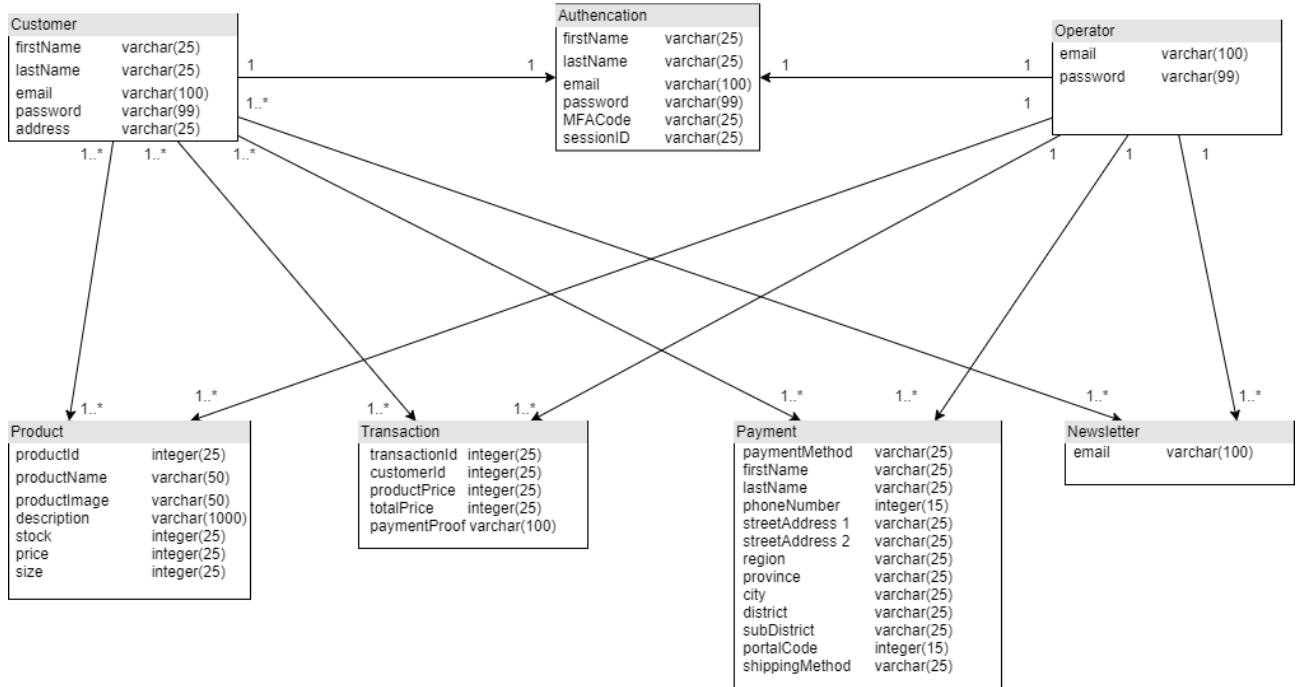 Customer
firstName varchar(25)
lastName varchar(25)
email varchar(100)
password varchar(99)
address varchar(25)
Authencation
firstName varchar(25)
lastName varchar(25)
email varchar(100)
password varchar(99)
MFACode varchar(25)
sessionID varchar(25)
Operator
email varchar(100)
password varchar(99)
1 1 1 1
1..* 1
1..* 1..* 1..* 1 1 1
1..* 1..* 1..* 1..* 1..* 1..* 1..* 1..*
Product
productId integer(25)
productName varchar(50)
productImage varchar(50)
description varchar(1000)
stock integer(25)
price integer(25)
size integer(25)
Transaction
transactionId integer(25)
customerId integer(25)
productPrice integer(25)
totalPrice integer(25)
paymentProof varchar(100)
Payment
paymentMethod varchar(25)
firstName varchar(25)
lastName varchar(25)
phoneNumber integer(15)
streetAddress 1 varchar(25)
streetAddress 2 varchar(25)
region varchar(25)
province varchar(25)
city varchar(25)
district varchar(25)
subDistrict varchar(25)
portalCode integer(15)
shippingMethod varchar(25)
Newsletter
email varchar(100)